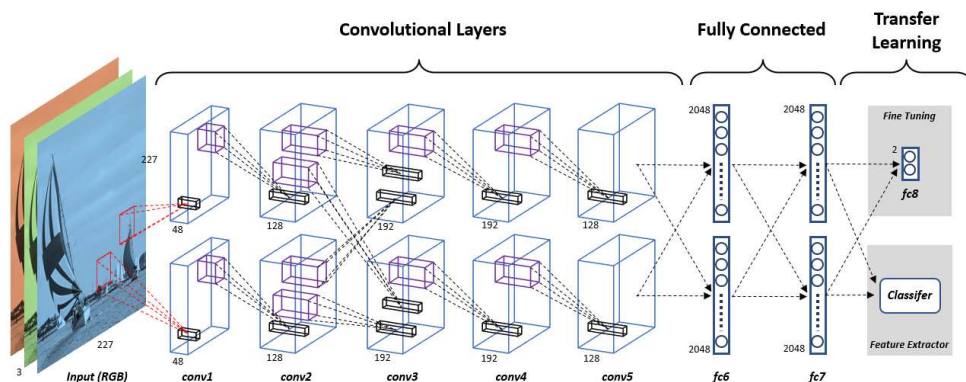 Convolutional Layers
Fully Connected
Transfer
Learning
227
227
3
Input (RGB)
48
128
192
192
128
48
128
192
192
128
conv1
conv2
conv3
conv4
conv5
2048
2048
2048
2048
fc6
fc7
Fine Tuning
2
fc8
Classifer
Feature Extractor